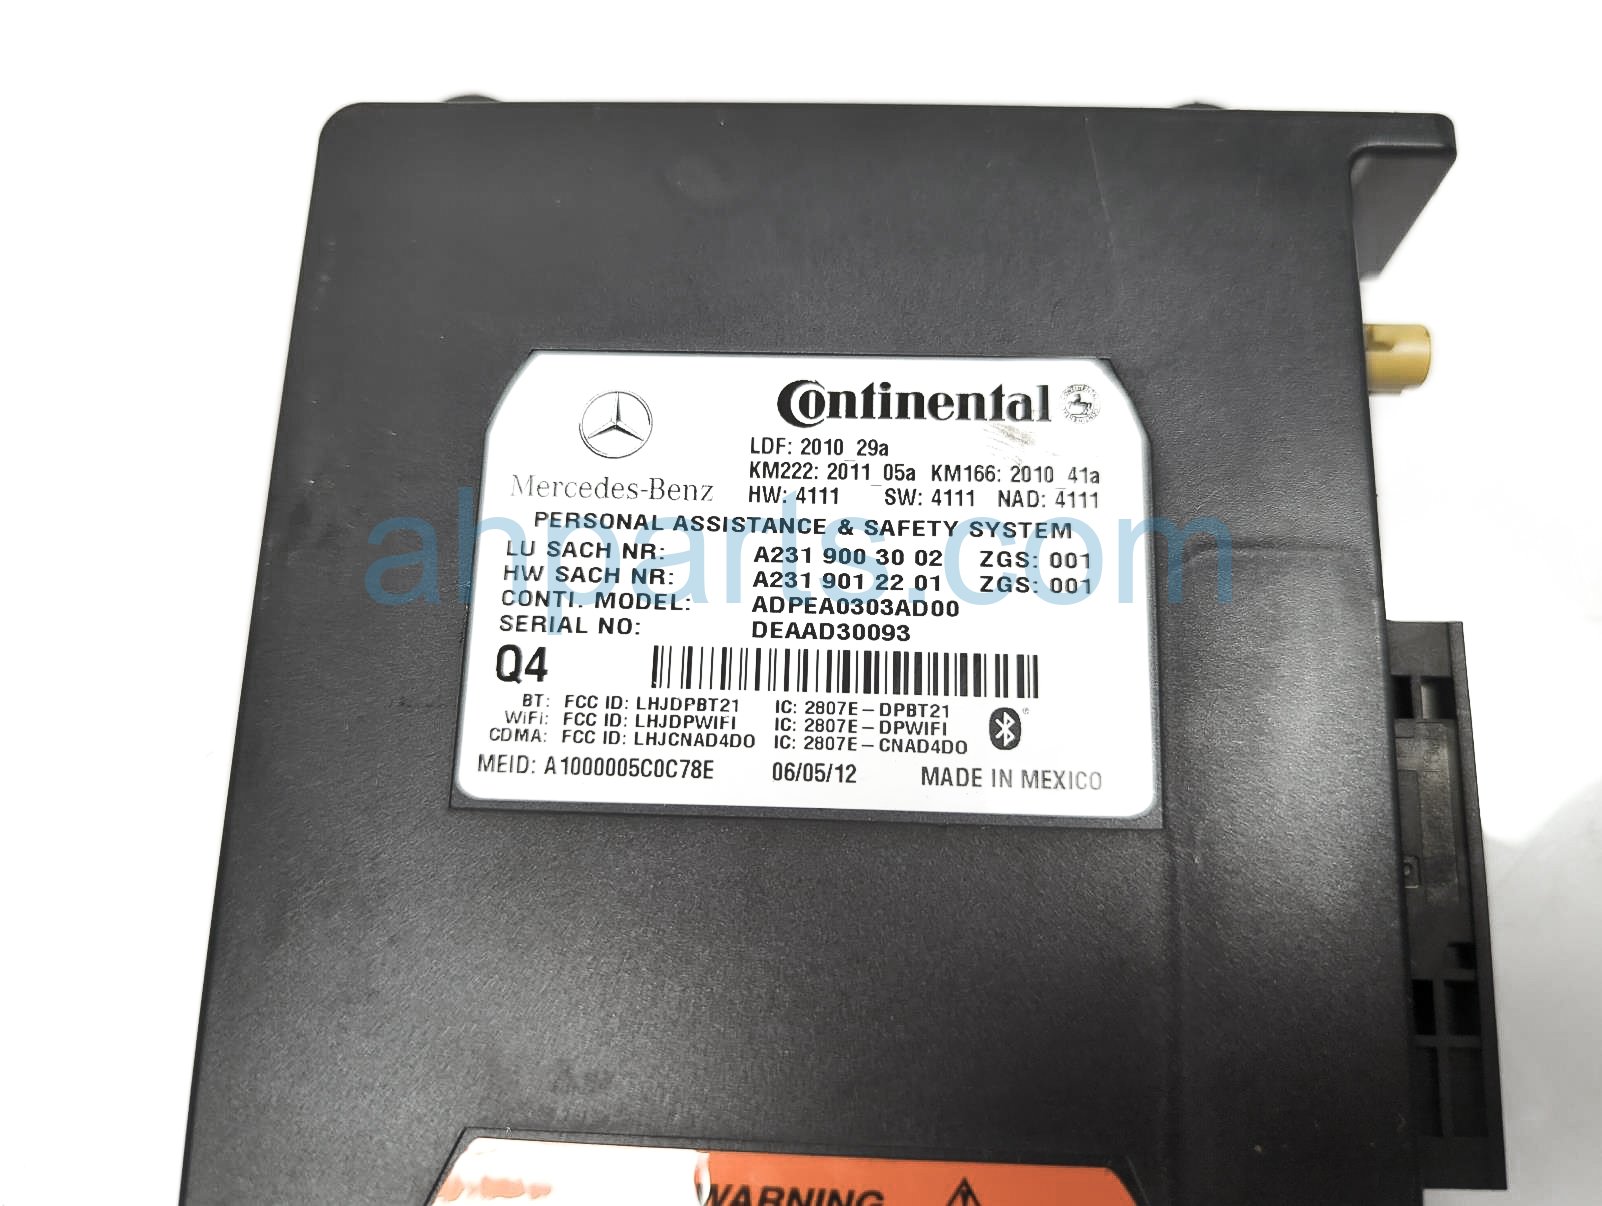 Continental
LDF: 2010_29a
KM222: 2011_05a KM166: 2010_41a
Mercedes-Benz
HW: 4111 SW: 4111 NAD: 4111
PERSONAL ASSISTANCE & SAFETY SYSTEM
LU SACH NR: A231 900 30 02 ZGS: 001
HW SACH NR: A231 901 22 01 ZGS: 001
CONTI. MODEL: ADPEA0303AD00
SERIAL NO: DEAAD30093
Q4
BT: FCC ID: LHJDPBT21 IC: 2807E-DPBT21
WiFi: FCC ID: LHJDPWIFI IC: 2807E-DPWIFI
CDMA: FCC ID: LHJCNAD4DO IC: 2807E-CNAD4DO
MEID: A1000005C0C78E 06/05/12 MADE IN MEXICO
ahparts.com
WARNING